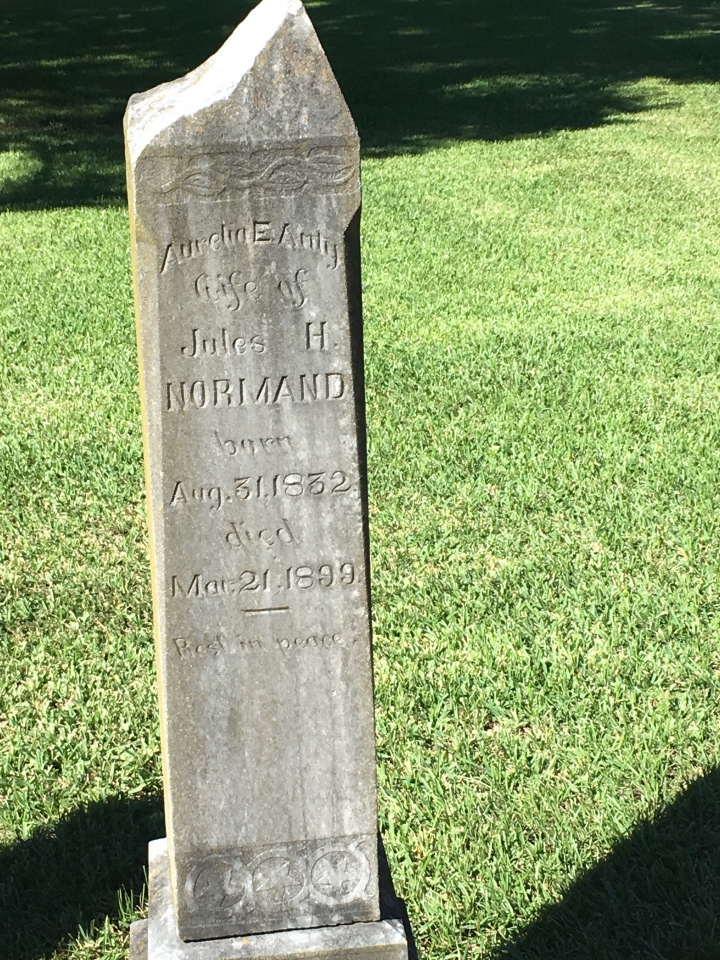 Aurelia E. Anty
Wife of
Jules H.
NORMAND
born
Aug. 31, 1832
died
Mar. 21, 1899.
Rest in peace.